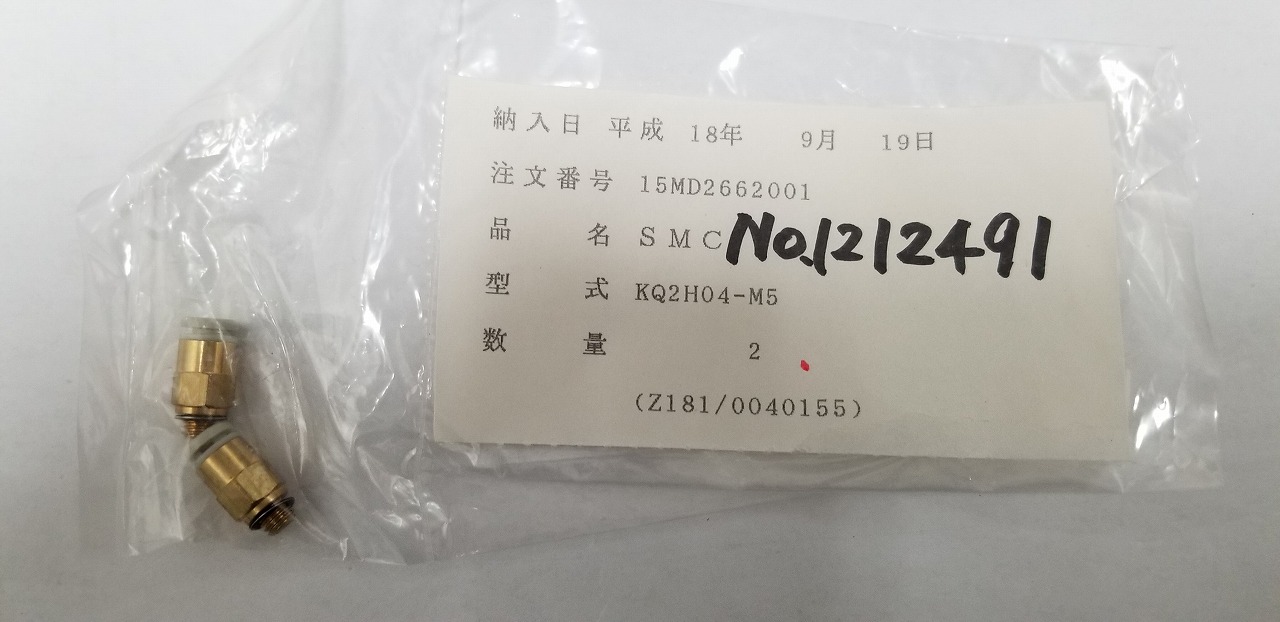 納入日 平成 18年 9月 19日
注文番号 15MD2662001
品 名 SMC No.1212491
型 式 KQ2H04-M5
数 量 2
(Z181/0040155)